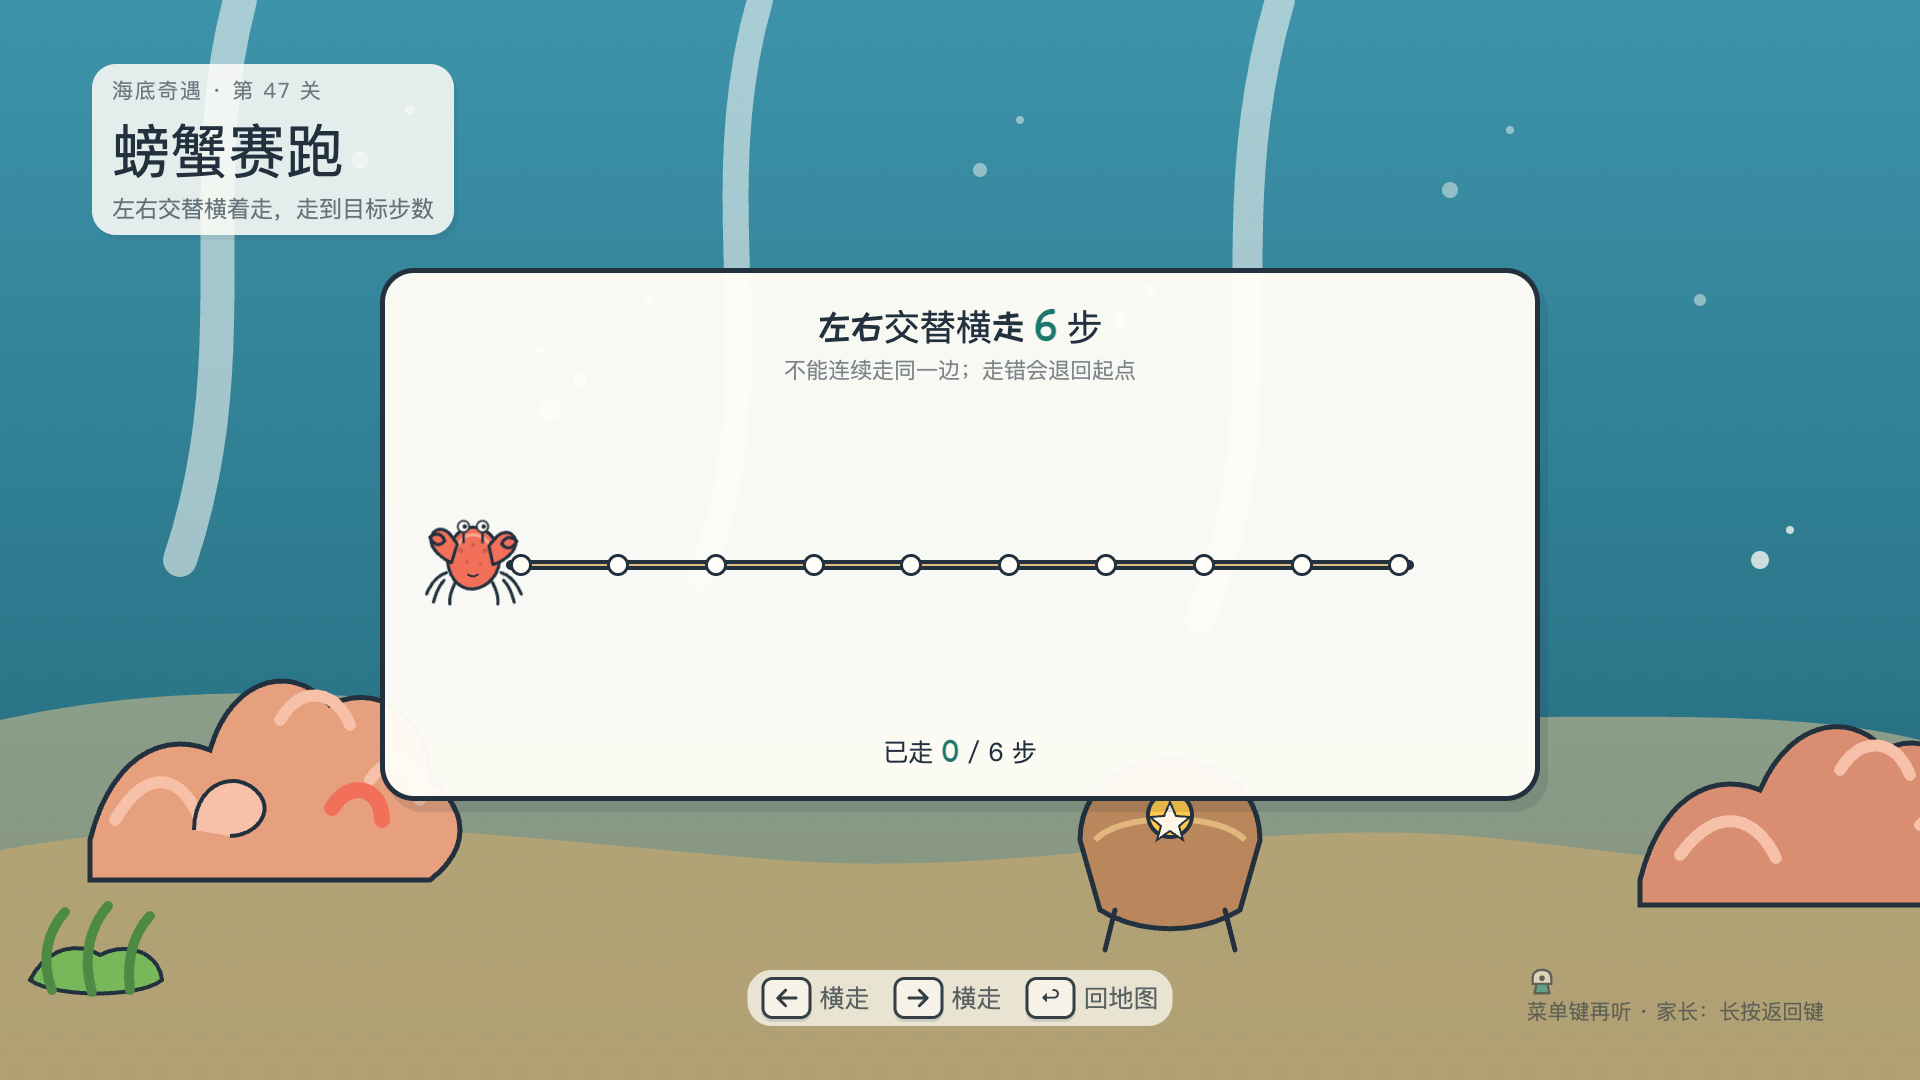 海底奇遇 · 第 47 关
螃蟹赛跑
左右交替横着走，走到目标步数
左右交替横走 6 步
不能连续走同一边；走错会退回起点
已走 0 / 6 步
← 横走 → 横走 ↩ 回地图
菜单键再听 · 家长：长按返回键